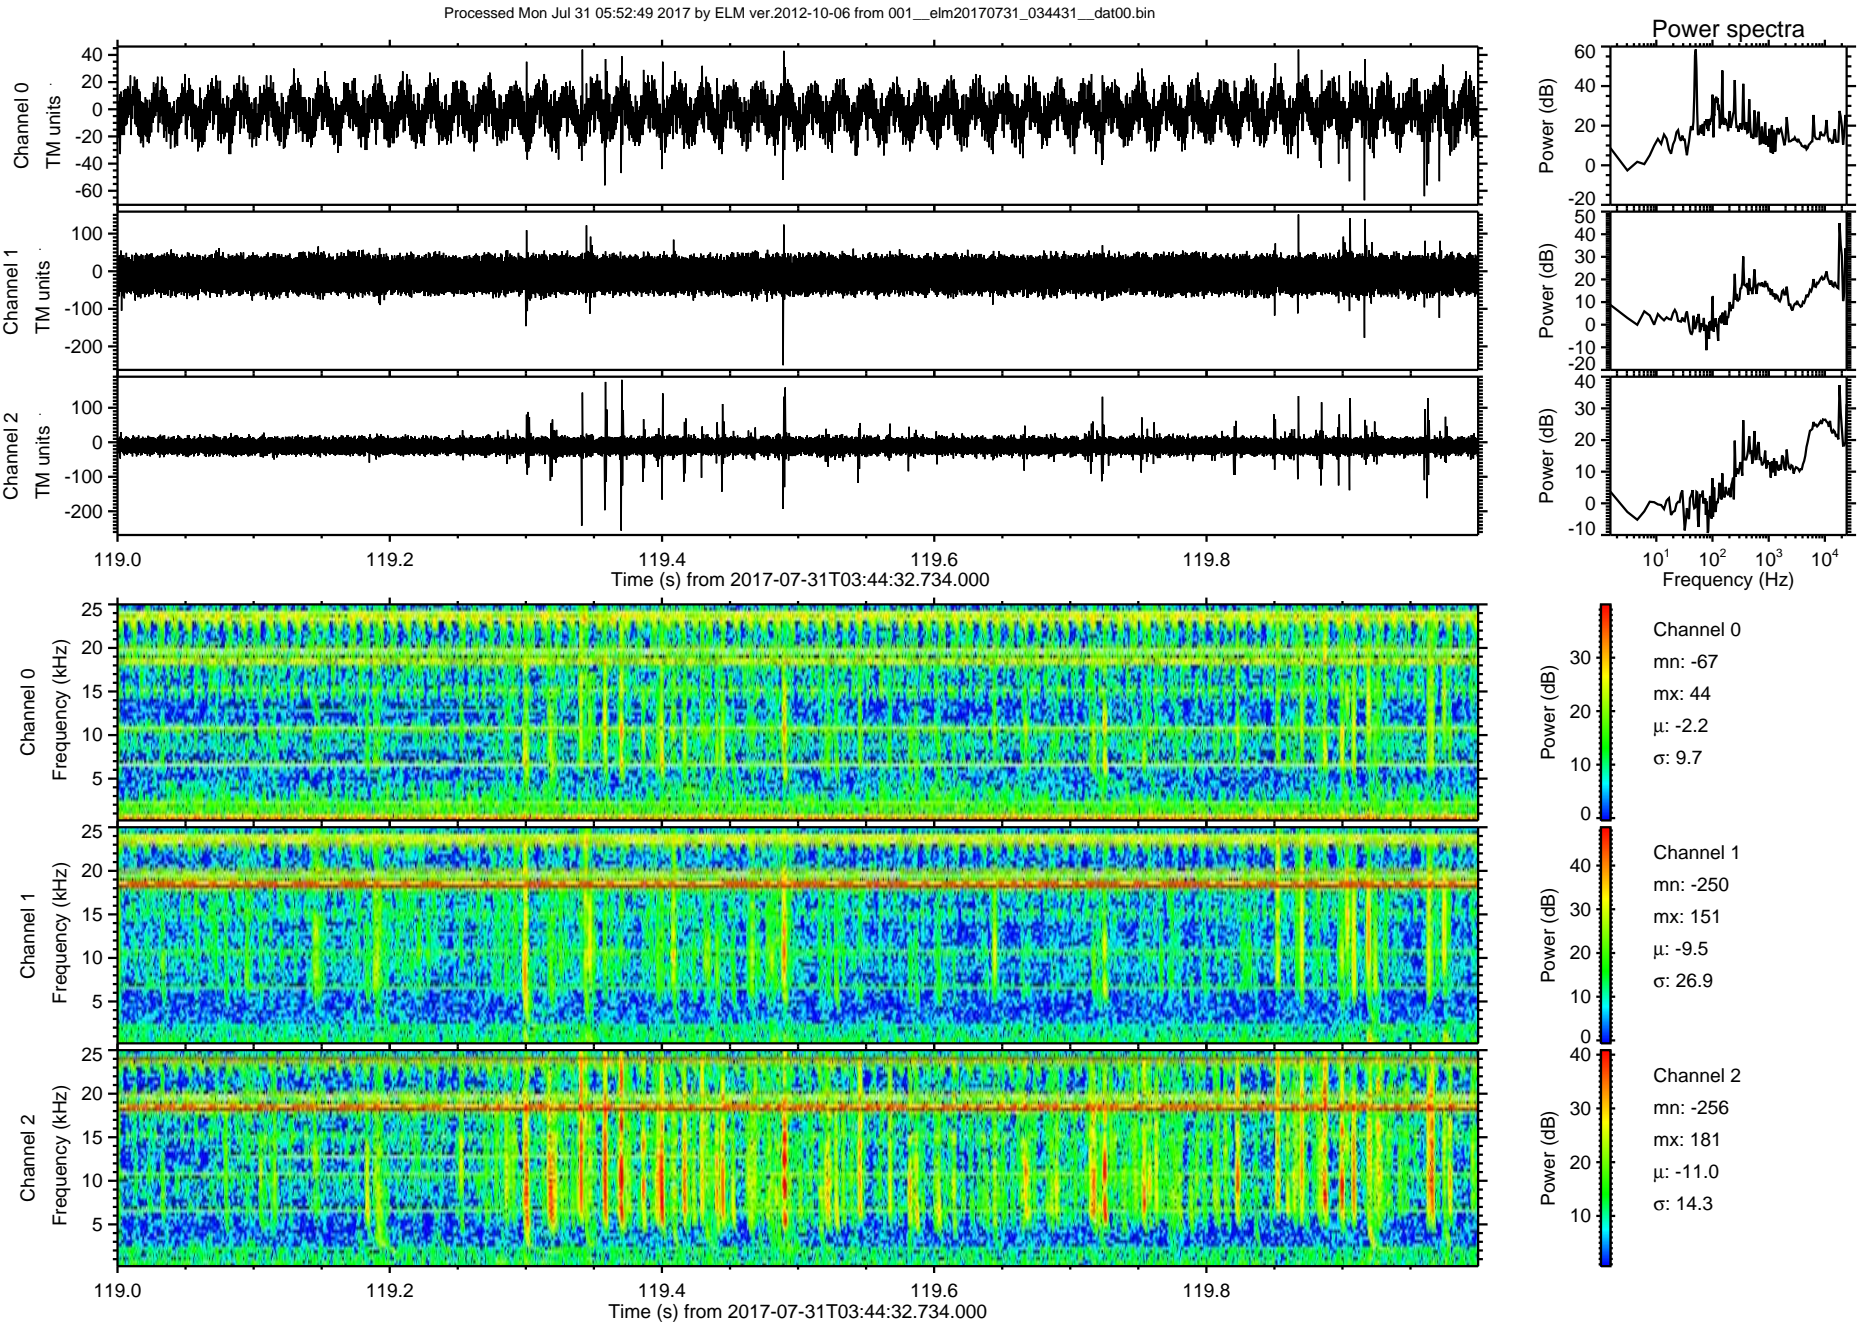 Processed Mon Jul 31 05:52:49 2017 by ELM ver.2012-10-06 from 001__elm20170731_034431__dat00.bin
Power spectra
Channel 0
TM units
40
20
0
-20
-40
-60
Power (dB)
60
40
20
0
-20
Channel 1
TM units
100
0
-100
-200
Power (dB)
50
40
30
20
10
0
-10
-20
Channel 2
TM units
100
0
-100
-200
Power (dB)
40
30
20
10
0
-10
119.0 119.2 119.4 119.6 119.8
Time (s) from 2017-07-31T03:44:32.734.000
10¹ 10² 10³ 10⁴
Frequency (Hz)
Channel 0
Frequency (kHz)
25
20
15
10
5
Power (dB)
30
20
10
0
Channel 0
mn: -67
mx: 44
μ: -2.2
σ: 9.7
Channel 1
Frequency (kHz)
25
20
15
10
5
Power (dB)
40
30
20
10
0
Channel 1
mn: -250
mx: 151
μ: -9.5
σ: 26.9
Channel 2
Frequency (kHz)
25
20
15
10
5
Power (dB)
40
30
20
10
Channel 2
mn: -256
mx: 181
μ: -11.0
σ: 14.3
119.0 119.2 119.4 119.6 119.8
Time (s) from 2017-07-31T03:44:32.734.000